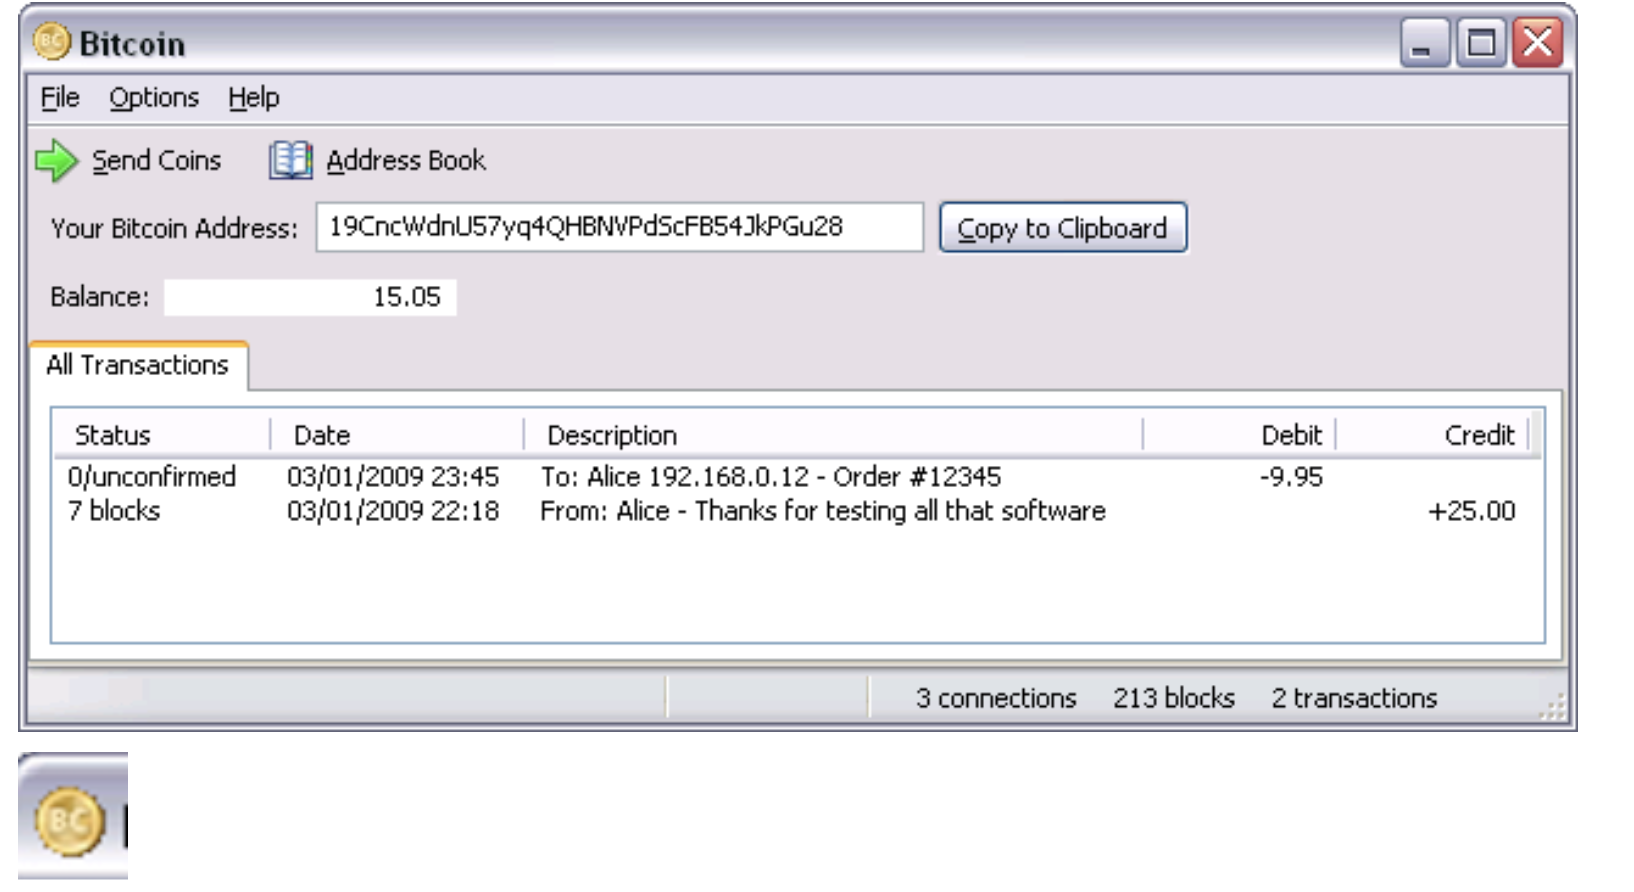 BC Bitcoin
File Options Help
Send Coins Address Book
Your Bitcoin Address: 19CncWdnU57yq4QHBNVPdScFB54JkPGu28 Copy to Clipboard
Balance: 15.05
All Transactions
Status Date Description Debit Credit
0/unconfirmed 03/01/2009 23:45 To: Alice 192.168.0.12 - Order #12345 -9.95
7 blocks 03/01/2009 22:18 From: Alice - Thanks for testing all that software +25.00
3 connections 213 blocks 2 transactions
BC